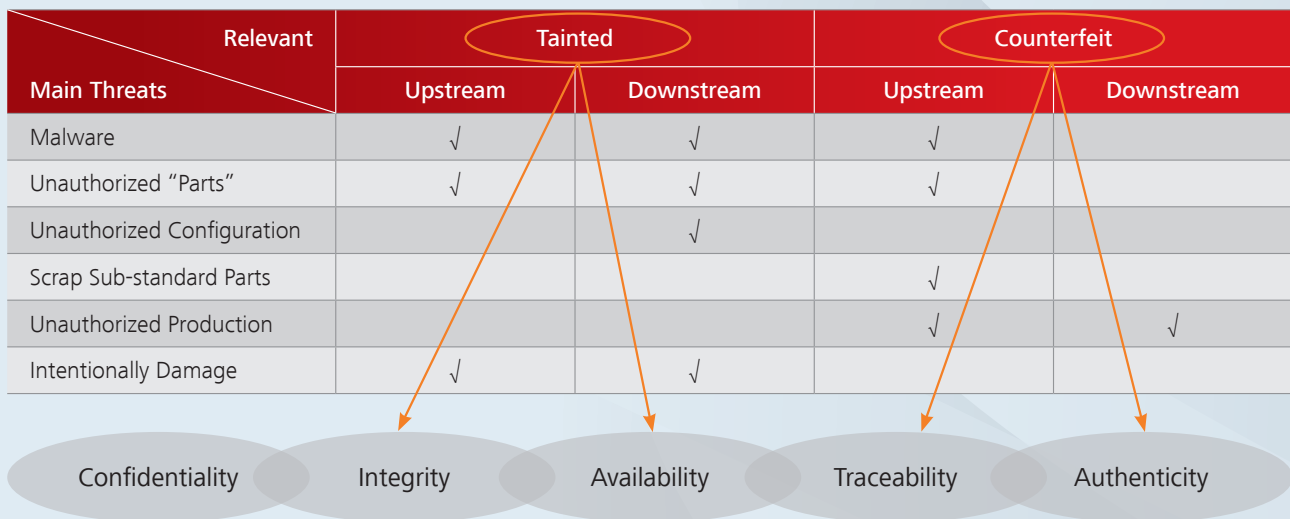 Relevant Tainted Counterfeit
Main Threats Upstream Downstream Upstream Downstream
Malware √ √ √
Unauthorized “Parts” √ √ √
Unauthorized Configuration √
Scrap Sub-standard Parts √
Unauthorized Production √ √
Intentionally Damage √ √
Confidentiality Integrity Availability Traceability Authenticity